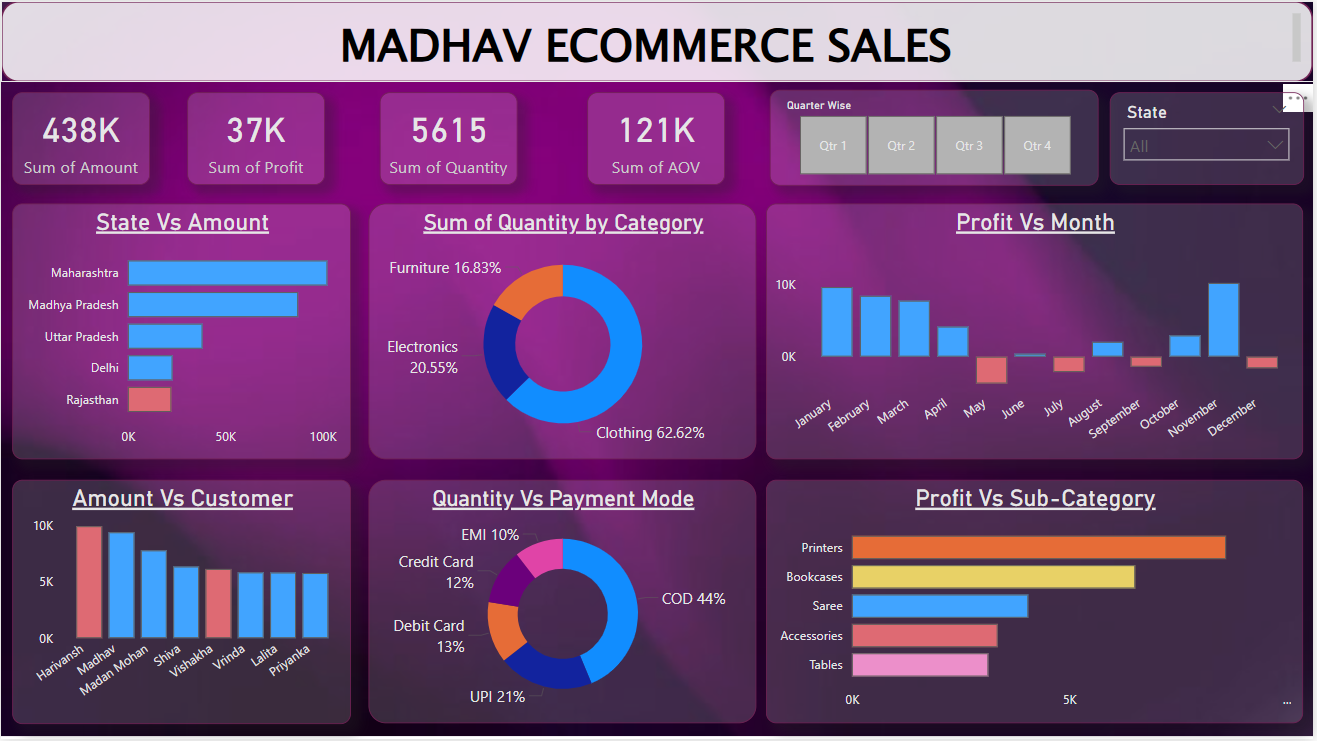 MADHAV ECOMMERCE SALES
438K
Sum of Amount
37K
Sum of Profit
5615
Sum of Quantity
121K
Sum of AOV
Quarter Wise
Qtr 1
Qtr 2
Qtr 3
Qtr 4
State
All
State Vs Amount
Maharashtra
Madhya Pradesh
Uttar Pradesh
Delhi
Rajasthan
0K
50K
100K
Sum of Quantity by Category
Furniture 16.83%
Electronics
20.55%
Clothing 62.62%
Profit Vs Month
10K
0K
January
February
March
April
May
June
July
August
September
October
November
December
Amount Vs Customer
10K
5K
0K
Harivansh
Madhav
Madan Mohan
Shiva
Vishakha
Vrinda
Lalita
Priyanka
Quantity Vs Payment Mode
EMI 10%
Credit Card
12%
Debit Card
13%
UPI 21%
COD 44%
Profit Vs Sub-Category
Printers
Bookcases
Saree
Accessories
Tables
0K
5K
...